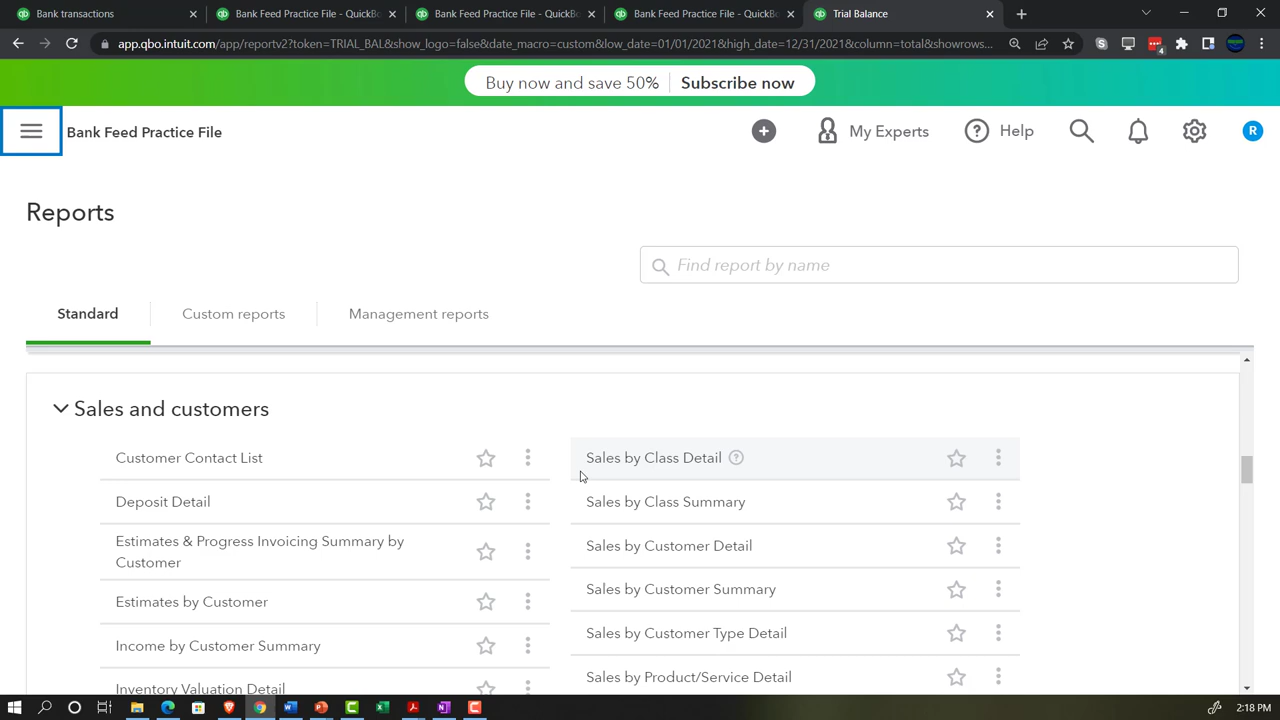 Bank transactions
Bank Feed Practice File - QuickBo
Bank Feed Practice File - QuickBo
Bank Feed Practice File - QuickBo
Trial Balance
app.qbo.intuit.com/app/reportv2?token=TRIAL_BAL&show_logo=false&date_macro=custom&low_date=01/01/2021&high_date=12/31/2021&column=total&showrows...
4
Buy now and save 50% Subscribe now
Bank Feed Practice File
My Experts
Help
R
Reports
Find report by name
Standard
Custom reports
Management reports
Sales and customers
Customer Contact List
Sales by Class Detail ?
Deposit Detail
Sales by Class Summary
Estimates & Progress Invoicing Summary by
Customer
Sales by Customer Detail
Estimates by Customer
Sales by Customer Summary
Income by Customer Summary
Sales by Customer Type Detail
Inventory Valuation Detail
Sales by Product/Service Detail
2:18 PM